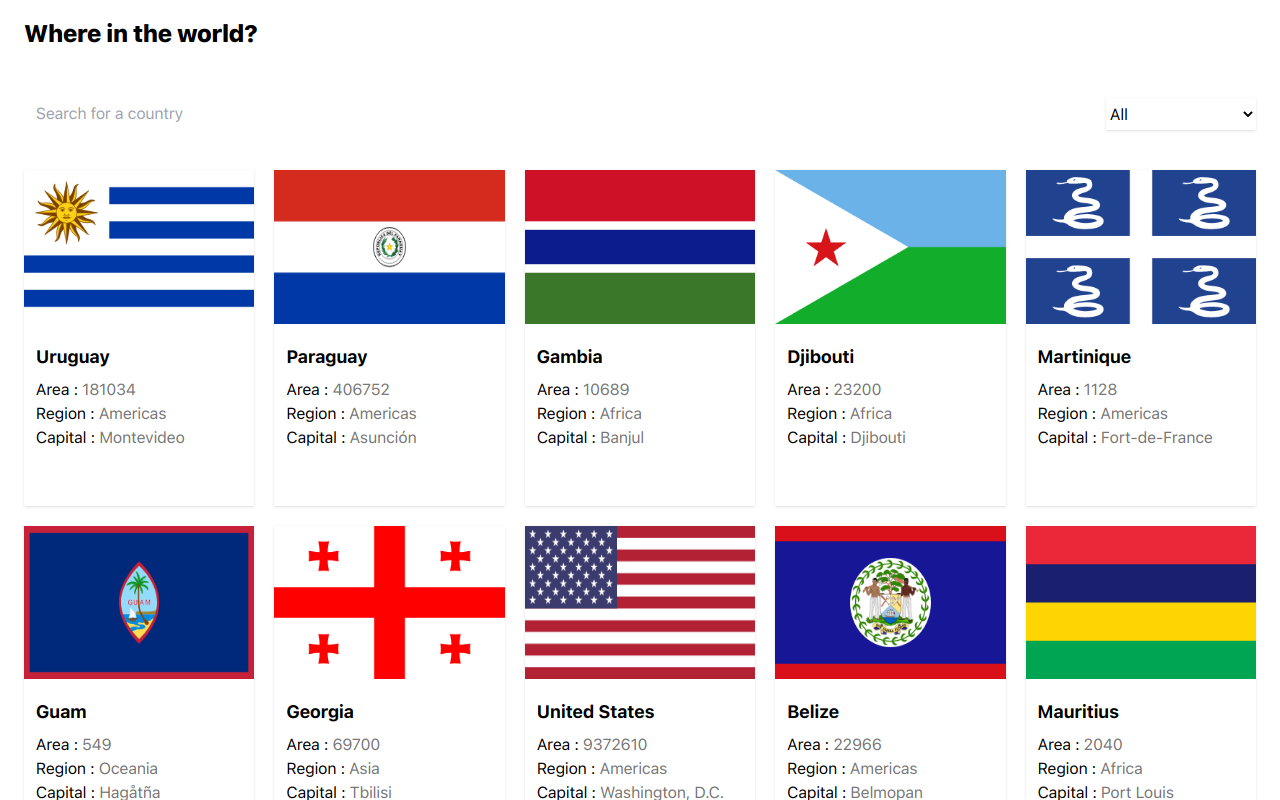 Where in the world?
Search for a country
All
Uruguay
Area : 181034
Region : Americas
Capital : Montevideo
Paraguay
Area : 406752
Region : Americas
Capital : Asunción
Gambia
Area : 10689
Region : Africa
Capital : Banjul
Djibouti
Area : 23200
Region : Africa
Capital : Djibouti
Martinique
Area : 1128
Region : Americas
Capital : Fort-de-France
GUAM
Guam
Area : 549
Region : Oceania
Capital : Hagåtña
Georgia
Area : 69700
Region : Asia
Capital : Tbilisi
United States
Area : 9372610
Region : Americas
Capital : Washington, D.C.
Belize
Area : 22966
Region : Americas
Capital : Belmopan
Mauritius
Area : 2040
Region : Africa
Capital : Port Louis